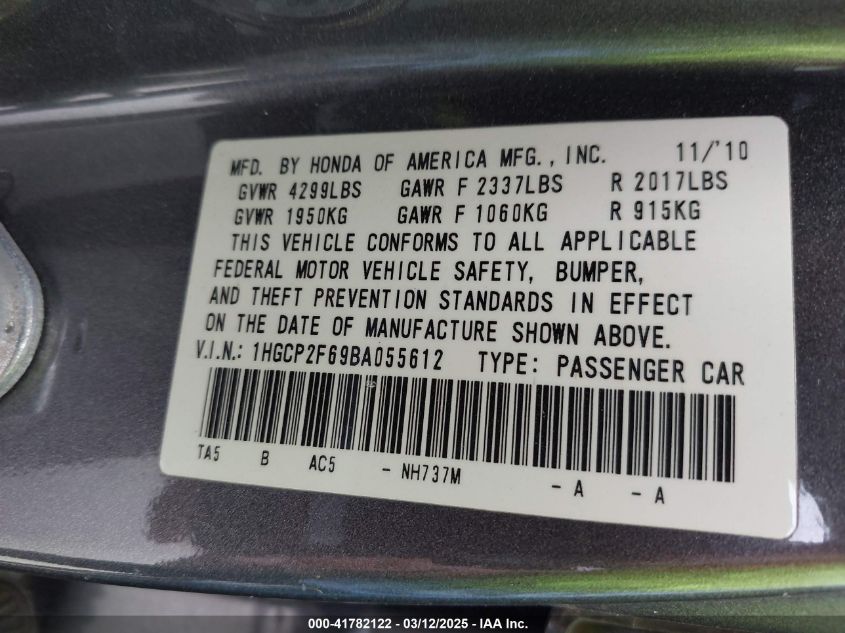 MFD. BY HONDA OF AMERICA MFG., INC. 11/'10
GVWR 4299LBS GAWR F 2337LBS R 2017LBS
GVWR 1950KG GAWR F 1060KG R 915KG
THIS VEHICLE CONFORMS TO ALL APPLICABLE
FEDERAL MOTOR VEHICLE SAFETY, BUMPER,
AND THEFT PREVENTION STANDARDS IN EFFECT
ON THE DATE OF MANUFACTURE SHOWN ABOVE.
V.I.N.: 1HGCP2F69BA055612 TYPE: PASSENGER CAR
TA5 B AC5 - NH737M - A - A
000-41782122 - 03/12/2025 - IAA Inc.